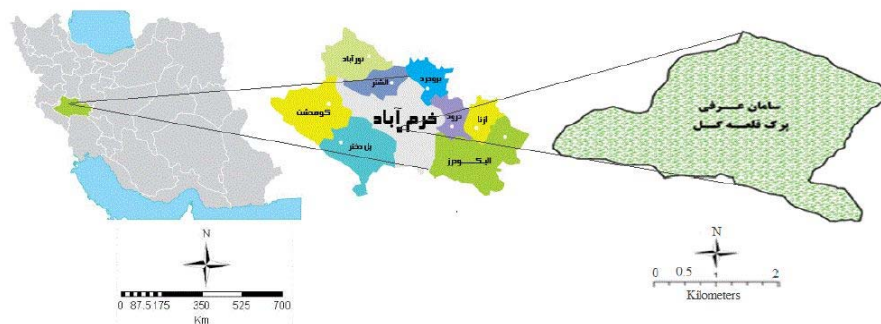 نورآباد
الشتر
بروجرد
کوهدشت
خرم آباد
درود
ازنا
پل دختر
الیگودرز
سامان عرفی
پرک قلعه گل
N
0 87.5 175 350 525 700
Km
N
0 0.5 1 2
Kilometers